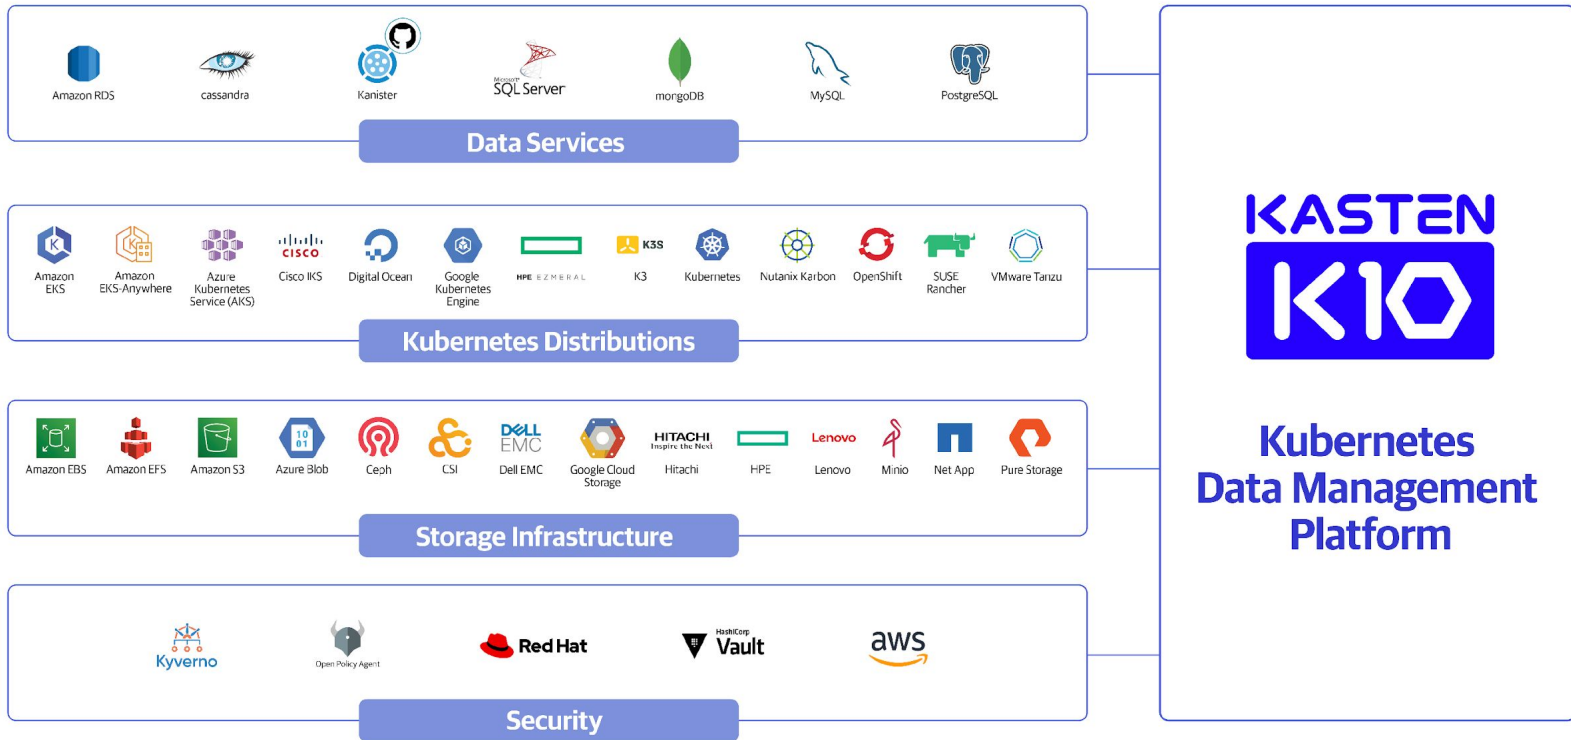 Amazon RDS
cassandra
Kanister
Microsoft
SQL Server
mongoDB
MySQL
PostgreSQL
Data Services
K
Amazon
EKS
K
Amazon
EKS-Anywhere
Azure
Kubernetes
Service (AKS)
CISCO
Cisco IKS
Digital Ocean
Google
Kubernetes
Engine
HPE EZMERAL
K3S
K3
Kubernetes
Nutanix Karbon
OpenShift
SUSE
Rancher
VMware Tanzu
Kubernetes Distributions
Amazon EBS
Amazon EFS
Amazon S3
10
01
Azure Blob
Ceph
CSI
DELL
EMC
Dell EMC
Google Cloud
Storage
HITACHI
Inspire the Next
Hitachi
HPE
Lenovo
Lenovo
Minio
Net App
Pure Storage
Storage Infrastructure
Kyverno
Open Policy Agent
Red Hat
HashiCorp
Vault
aws
Security
KASTEN
K10
Kubernetes
Data Management
Platform